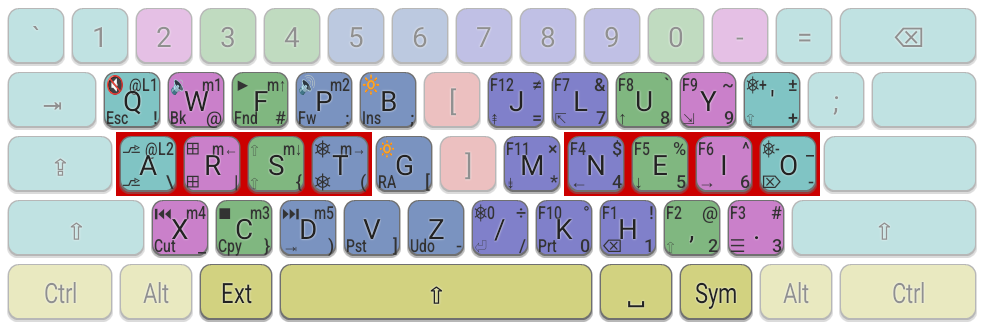 ` 1 2 3 4 5 6 7 8 9 0 - = ⌫
@L1 m1 m↑ m2 F12 ≠ F7 & F8 ` F9 ~ ❄+ ±
⇥ Q W F P B [ J L U Y ' ;
Esc ! Bk @ Fnd # Fw : Ins ; ⇟ = ↖ 7 ↑ 8 ⇲ 9 ⇧ +
@L2 m← m↓ m→ F11 × F4 $ F5 % F6 ^ ❄- _
⇪ A R S T G ] M N E I O
\ | { ( RA [ * ← 4 ↓ 5 → 6 ⌦ -
m4 m3 m5 ❄0 ÷ F10 ° F1 ! F2 @ F3 #
⇧ X C D V Z / K H , . ⇧
Cut _ Cpy } ⇥ ) Pst ] Udo - ⏎ / Prt 0 ⌫ 1 ⇧ 2 ☰ 3
Ctrl Alt Ext ⇧ ⎵ Sym Alt Ctrl